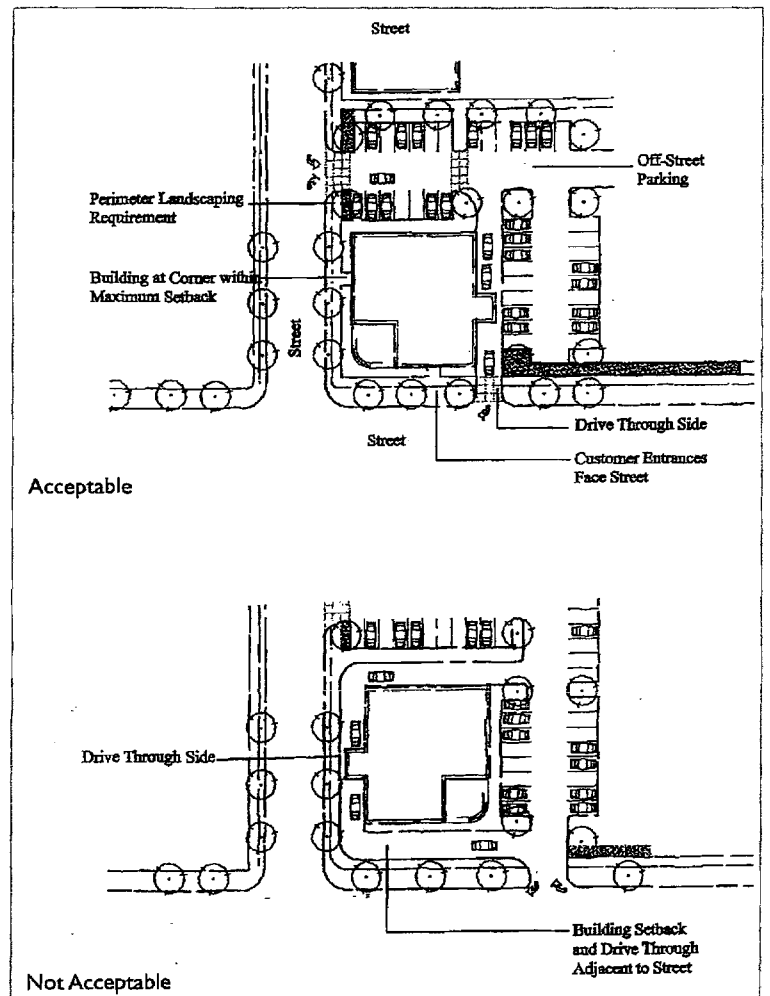 Street
Off-Street
Parking
Perimeter Landscaping
Requirement
Building at Corner within
Maximum Setback
Street
Street
Drive Through Side
Customer Entrances
Face Street
Acceptable
Drive Through Side
Building Setback
and Drive Through
Adjacent to Street
Not Acceptable